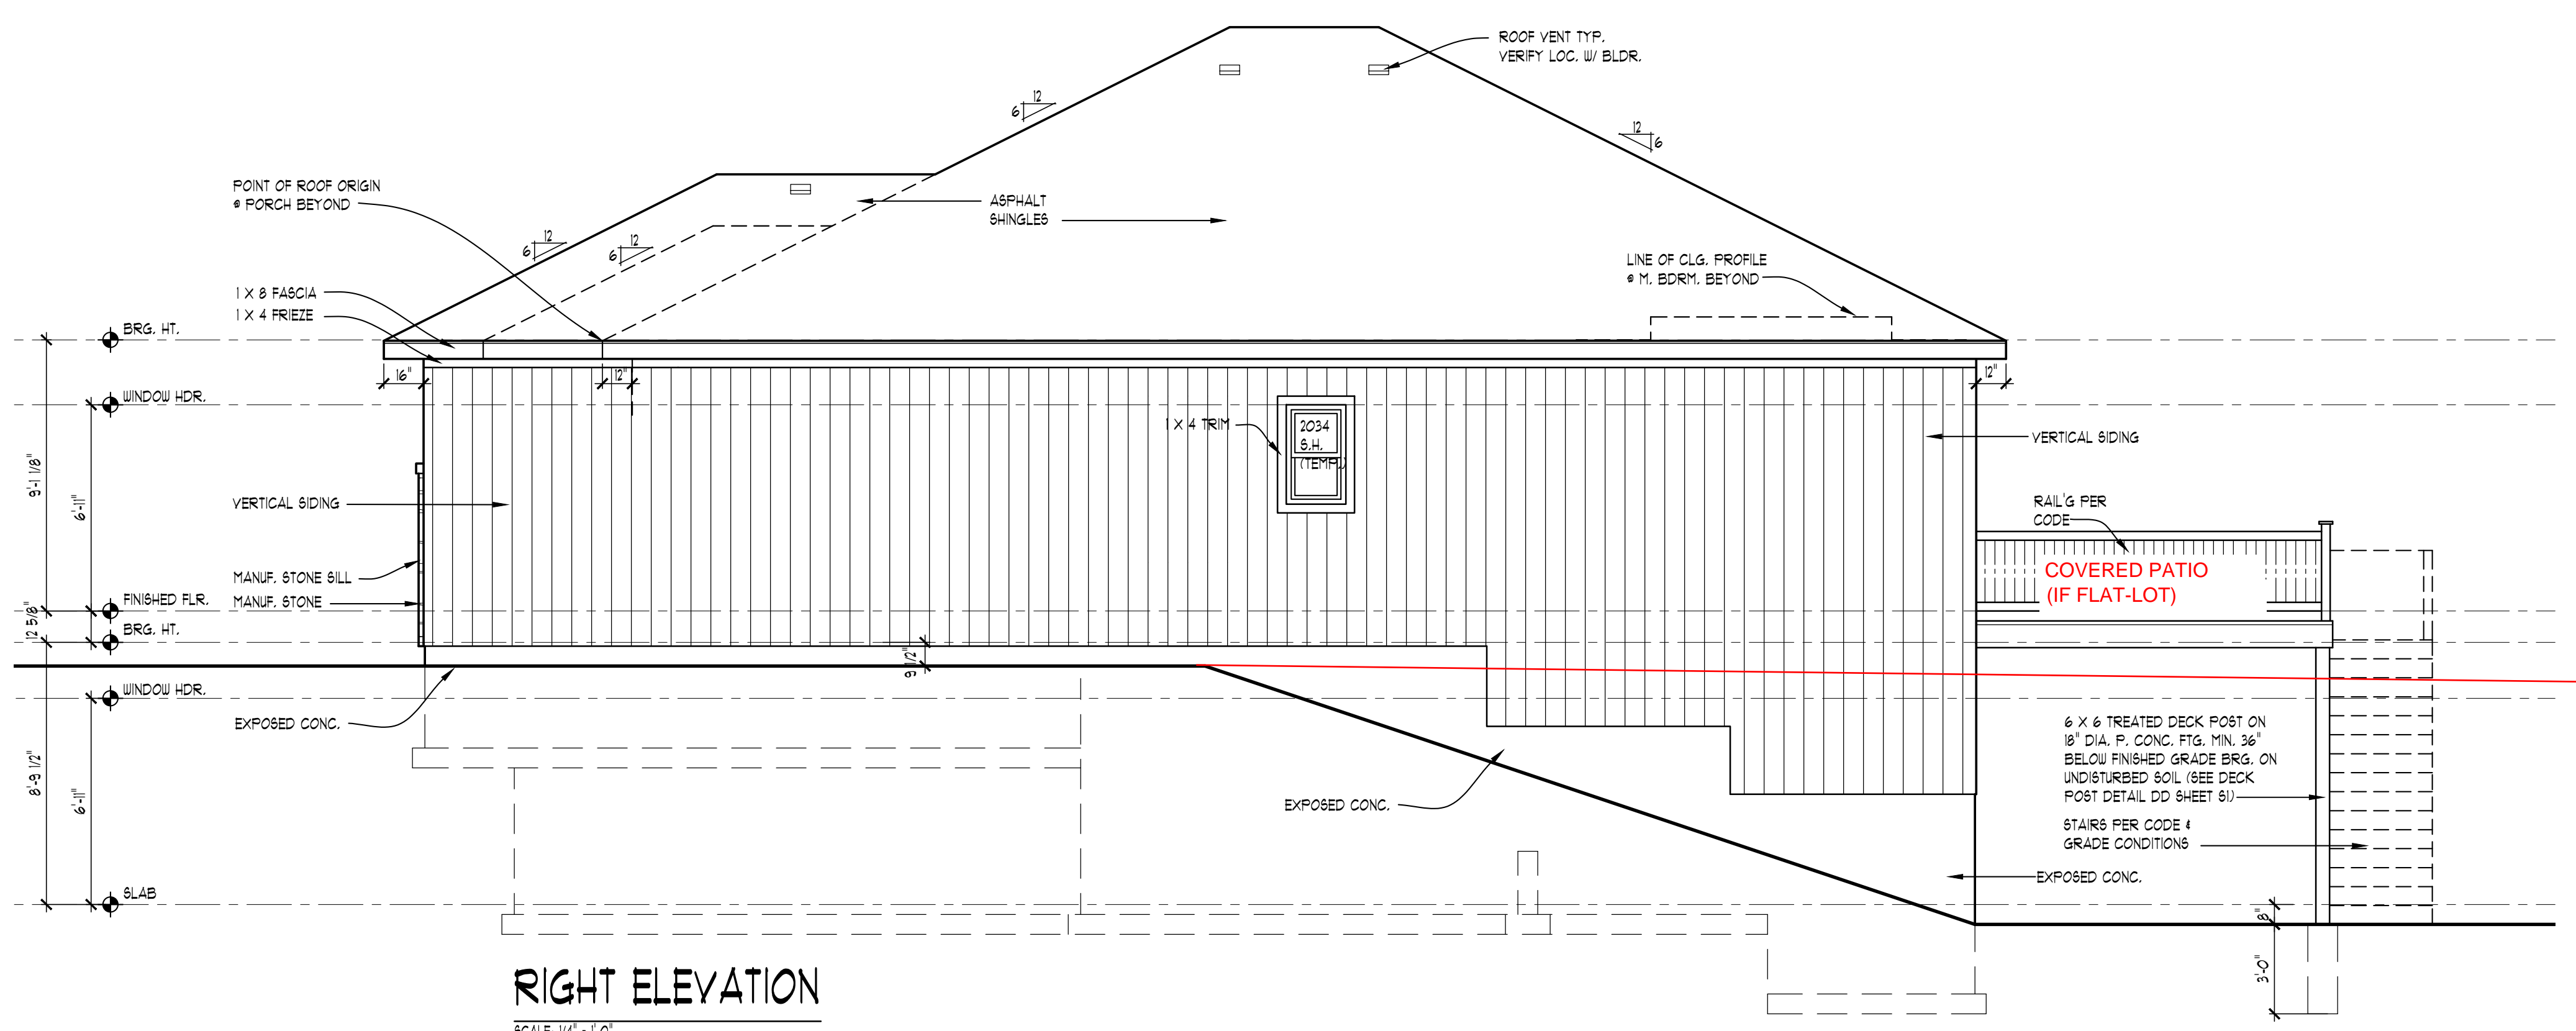 ROOF VENT TYP.
VERIFY LOC. W/ BLDR.
12
6
12
6
POINT OF ROOF ORIGIN
@ PORCH BEYOND
ASPHALT
SHINGLES
12
6
12
6
LINE OF CLG. PROFILE
@ M. BDRM. BEYOND
1 X 8 FASCIA
1 X 4 FRIEZE
BRG. HT.
16"
12"
12"
WINDOW HDR.
1 X 4 TRIM
2034
S.H.
(TEMP.)
VERTICAL SIDING
9'-1 1/8"
6'-11"
VERTICAL SIDING
RAIL'G PER
CODE
COVERED PATIO
(IF FLAT-LOT)
MANUF. STONE SILL
FINISHED FLR.
MANUF. STONE
12 5/8"
BRG. HT.
9 1/2"
WINDOW HDR.
EXPOSED CONC.
6 X 6 TREATED DECK POST ON
18" DIA. P. CONC. FTG. MIN. 36"
BELOW FINISHED GRADE BRG. ON
UNDISTURBED SOIL (SEE DECK
POST DETAIL DD SHEET S1)
8'-9 1/2"
6'-11"
EXPOSED CONC.
STAIRS PER CODE &
GRADE CONDITIONS
EXPOSED CONC.
SLAB
8"
3'-0"
RIGHT ELEVATION
SCALE: 1/4" = 1'-0"